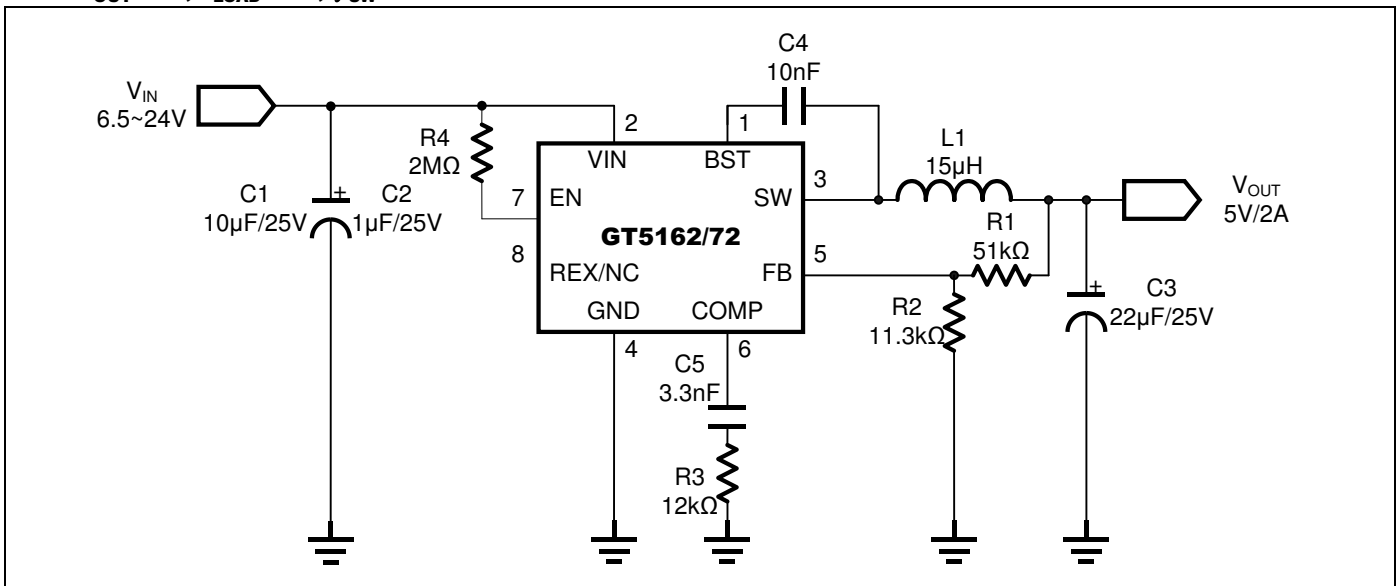 C4
10nF
VIN
6.5~24V
2
1
R4
2MΩ
VIN
BST
L1
15µH
3
C1
10µF/25V
C2
1µF/25V
7
EN
SW
VOUT
5V/2A
GT5162/72
R1
51kΩ
8
REX/NC
FB
5
GND
COMP
R2
11.3kΩ
C3
22µF/25V
4
6
C5
3.3nF
R3
12kΩ